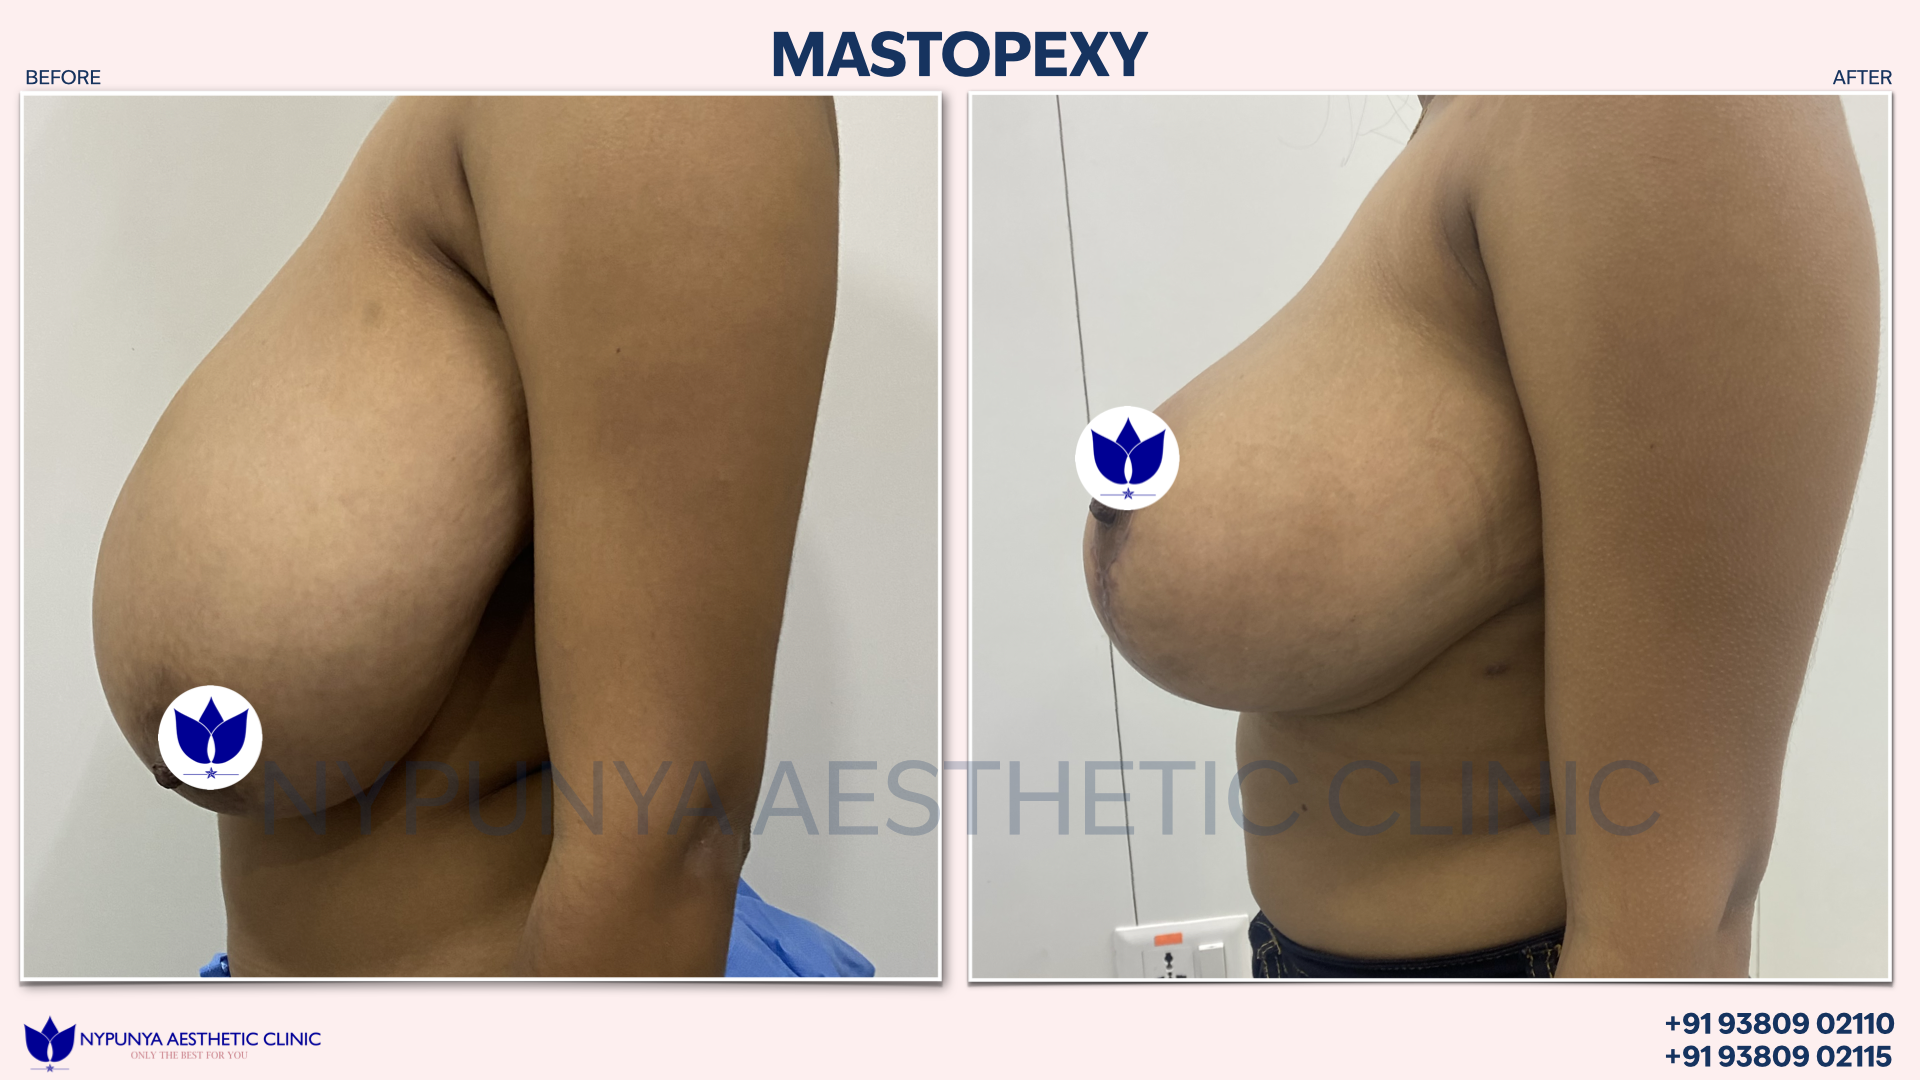 MASTOPEXY
BEFORE
AFTER
NYPUNYA AESTHETIC CLINIC
NYPUNYA AESTHETIC CLINIC
ONLY THE BEST FOR YOU
+91 93809 02110
+91 93809 02115